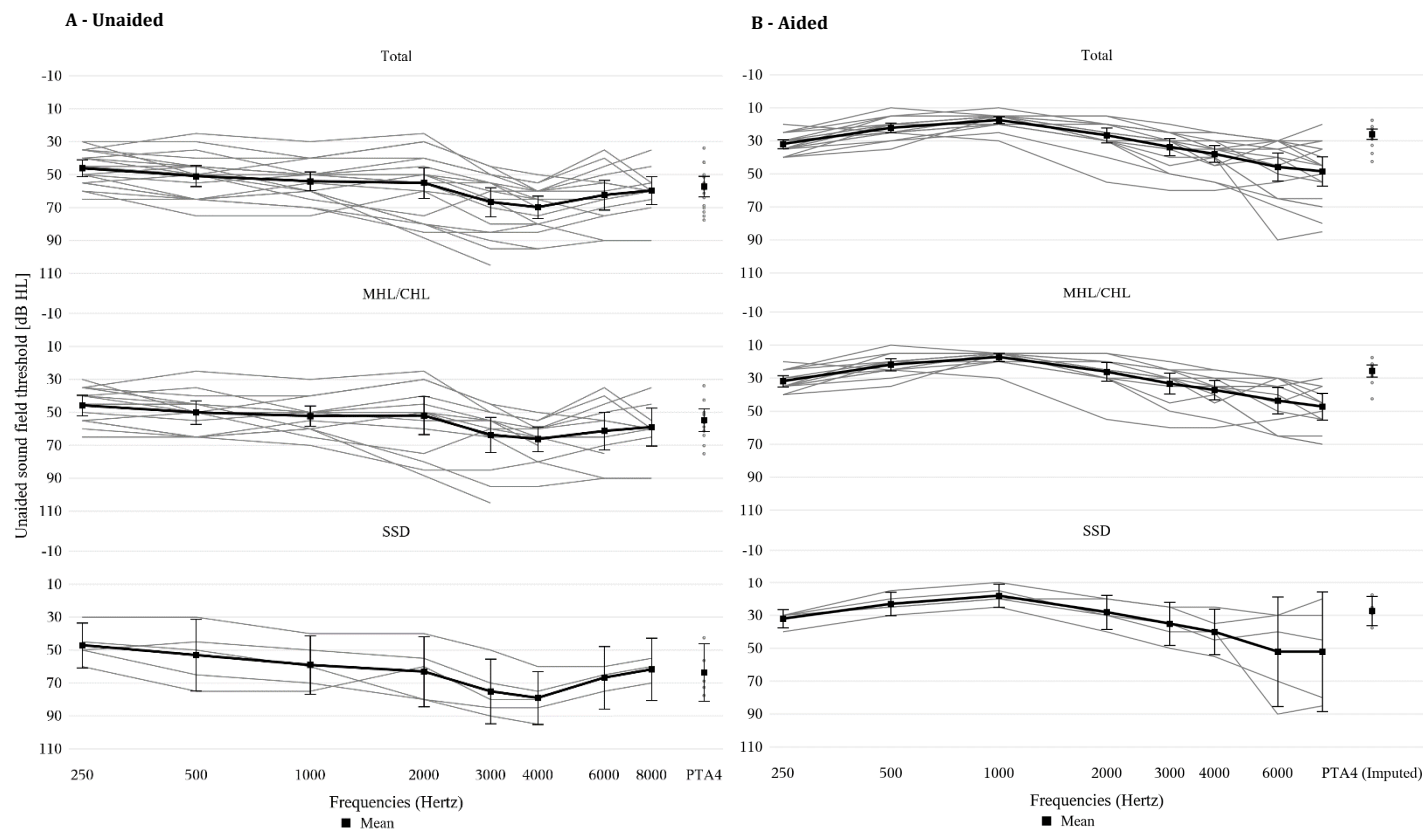 A - Unaided
Total
-10
10
30
50
70
90
110
MHL/CHL
-10
10
30
50
70
90
110
SSD
-10
10
30
50
70
90
110
250 500 1000 2000 3000 4000 6000 8000 PTA4
Frequencies (Hertz)
Mean
Unaided sound field threshold [dB HL]
B - Aided
Total
-10
10
30
50
70
90
110
MHL/CHL
-10
10
30
50
70
90
110
SSD
-10
10
30
50
70
90
110
250 500 1000 2000 3000 4000 6000 PTA4 (Imputed)
Frequencies (Hertz)
Mean